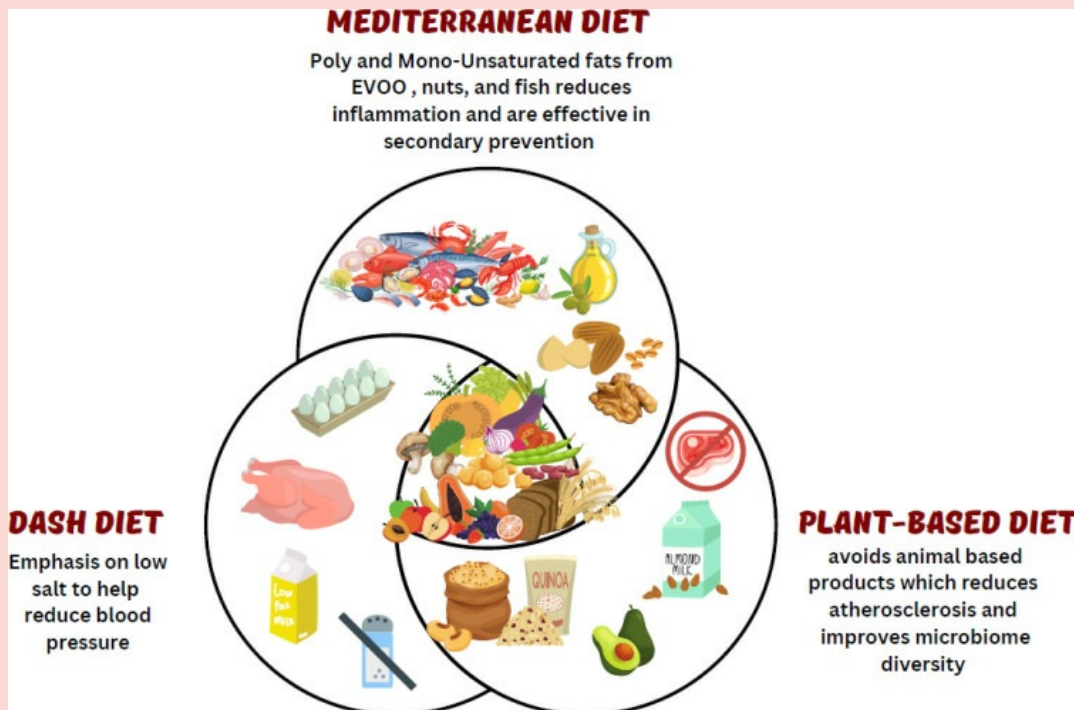 MEDITERRANEAN DIET
Poly and Mono-Unsaturated fats from
EVOO , nuts, and fish reduces
inflammation and are effective in
secondary prevention
DASH DIET
Emphasis on low
salt to help
reduce blood
pressure
PLANT-BASED DIET
avoids animal based
products which reduces
atherosclerosis and
improves microbiome
diversity
LOW
FAT
MILK
QUINOA
ALMOND
MILK